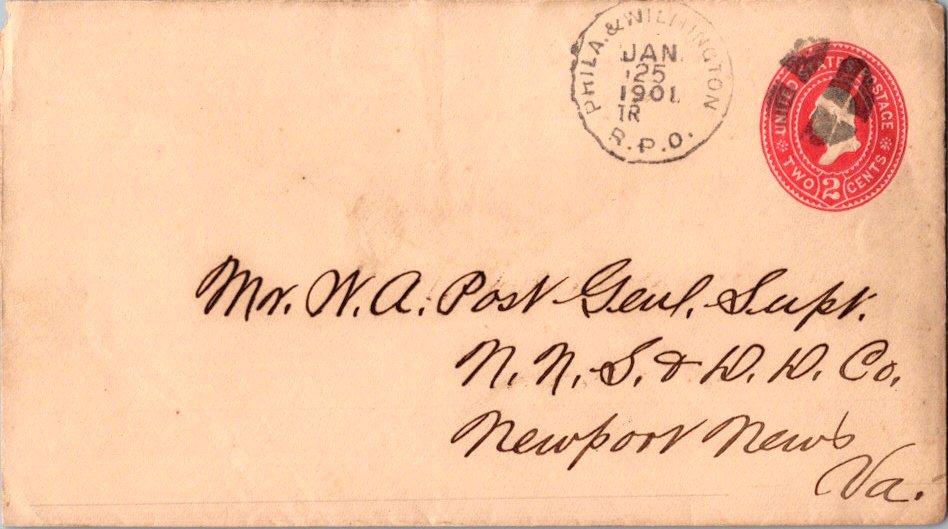 PHILA. & WILMINGTON
JAN
25
1901
TR
R.P.O.
UNITED STATES POSTAGE
TWO 2 CENTS
Mr. W. A. Post Genl. Supt.
N. N. S. & D. D. Co.
Newport News
Va.